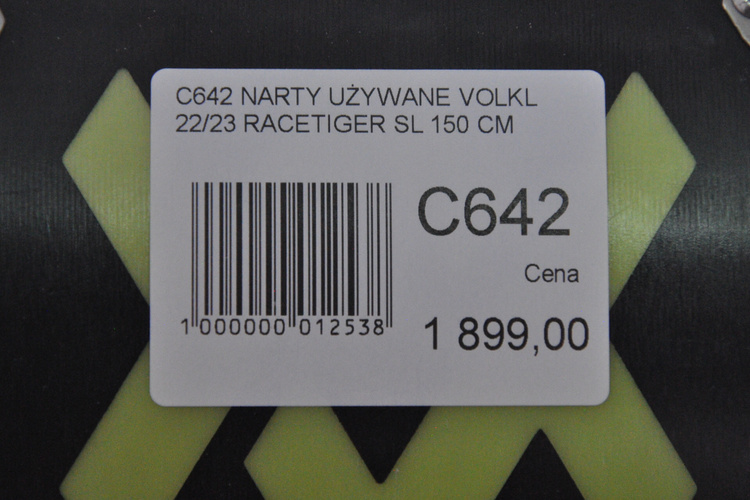 C642 NARTY UŻYWANE VOLKL
22/23 RACETIGER SL 150 CM
C642
Cena
1 899,00
1 000000 012538